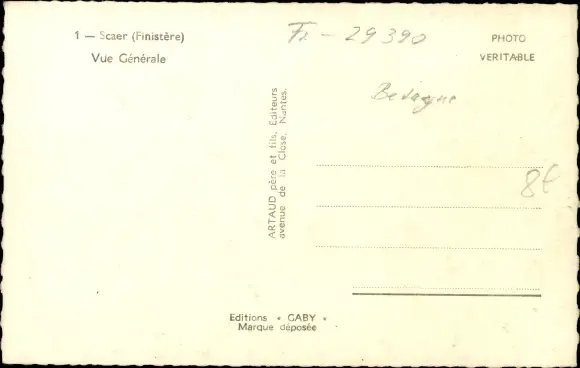 1 — Scaer (Finistère)
Vue Générale
Fr - 29390
PHOTO
VERITABLE
Bretagne
8€
ARTAUD père et fils, Editeurs
avenue de la Close, Nantes.
Editions • GABY •
Marque déposée